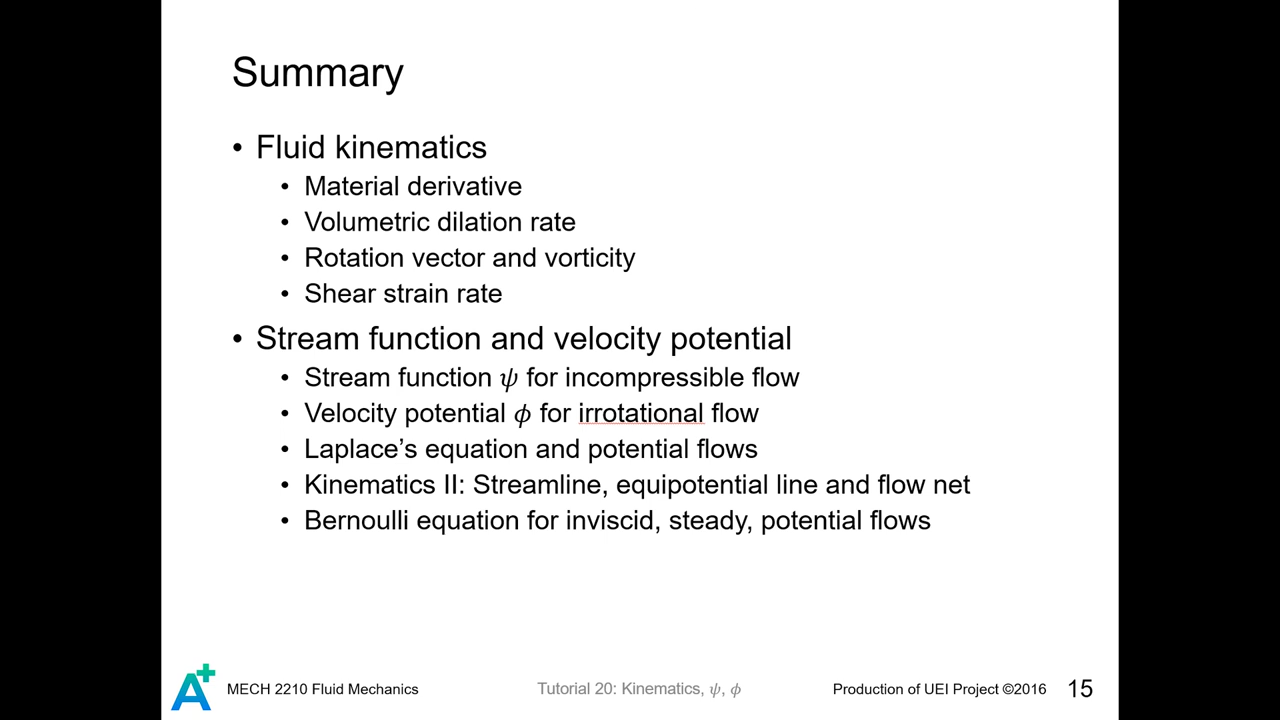 Summary
• Fluid kinematics
• Material derivative
• Volumetric dilation rate
• Rotation vector and vorticity
• Shear strain rate
• Stream function and velocity potential
• Stream function ψ for incompressible flow
• Velocity potential ϕ for irrotational flow
• Laplace’s equation and potential flows
• Kinematics II: Streamline, equipotential line and flow net
• Bernoulli equation for inviscid, steady, potential flows
A+ MECH 2210 Fluid Mechanics Tutorial 20: Kinematics, ψ, ϕ Production of UEI Project ©2016 15